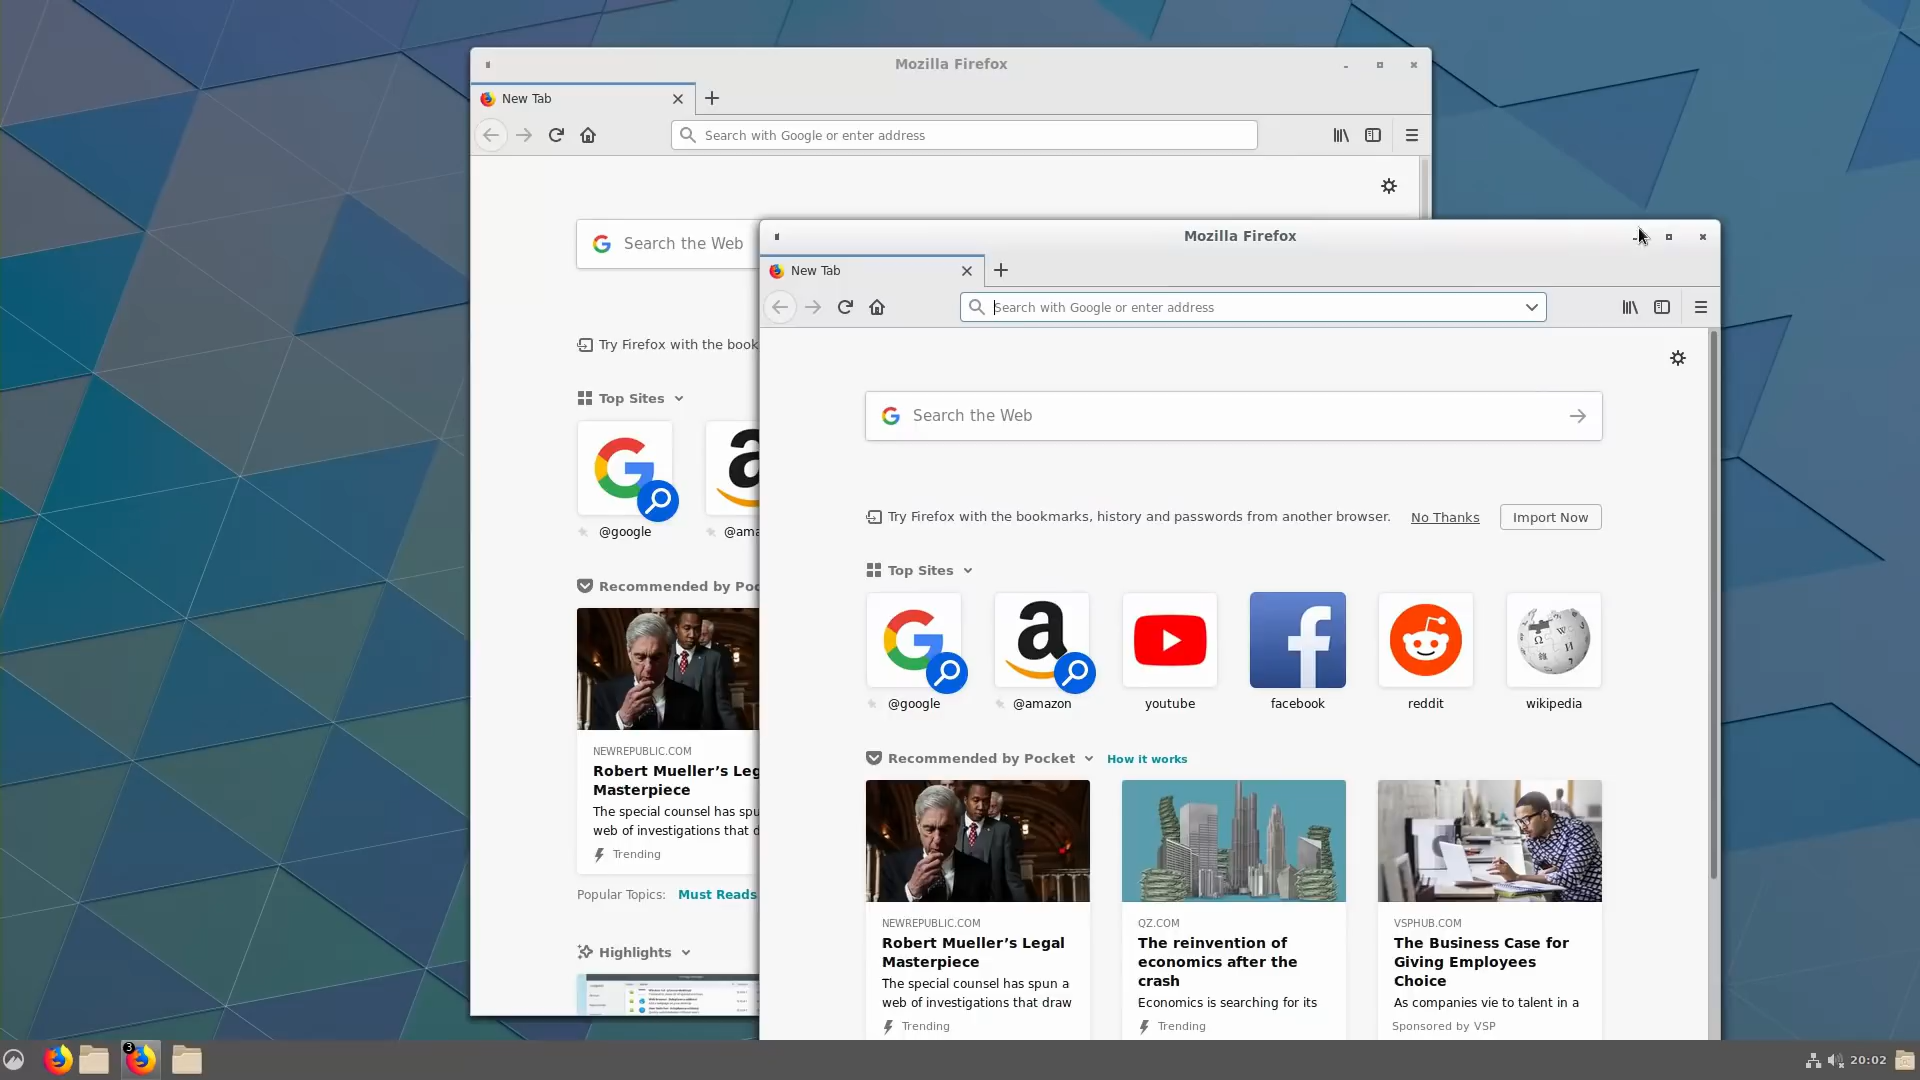 Mozilla Firefox
New Tab
Search with Google or enter address
Search the Web
Try Firefox with the book
Top Sites
@google
@ama
Recommended by Poc
NEWREPUBLIC.COM
Robert Mueller’s Leg
Masterpiece
The special counsel has spu
web of investigations that d
Trending
Popular Topics: Must Reads
Highlights
Mozilla Firefox
New Tab
Search with Google or enter address
Search the Web
Try Firefox with the bookmarks, history and passwords from another browser. No Thanks Import Now
Top Sites
@google @amazon youtube facebook reddit wikipedia
Recommended by Pocket How it works
NEWREPUBLIC.COM
Robert Mueller’s Legal
Masterpiece
The special counsel has spun a
web of investigations that draw
Trending
QZ.COM
The reinvention of
economics after the
crash
Economics is searching for its
Trending
VSPHUB.COM
The Business Case for
Giving Employees
Choice
As companies vie to talent in a
Sponsored by VSP
3
20:02